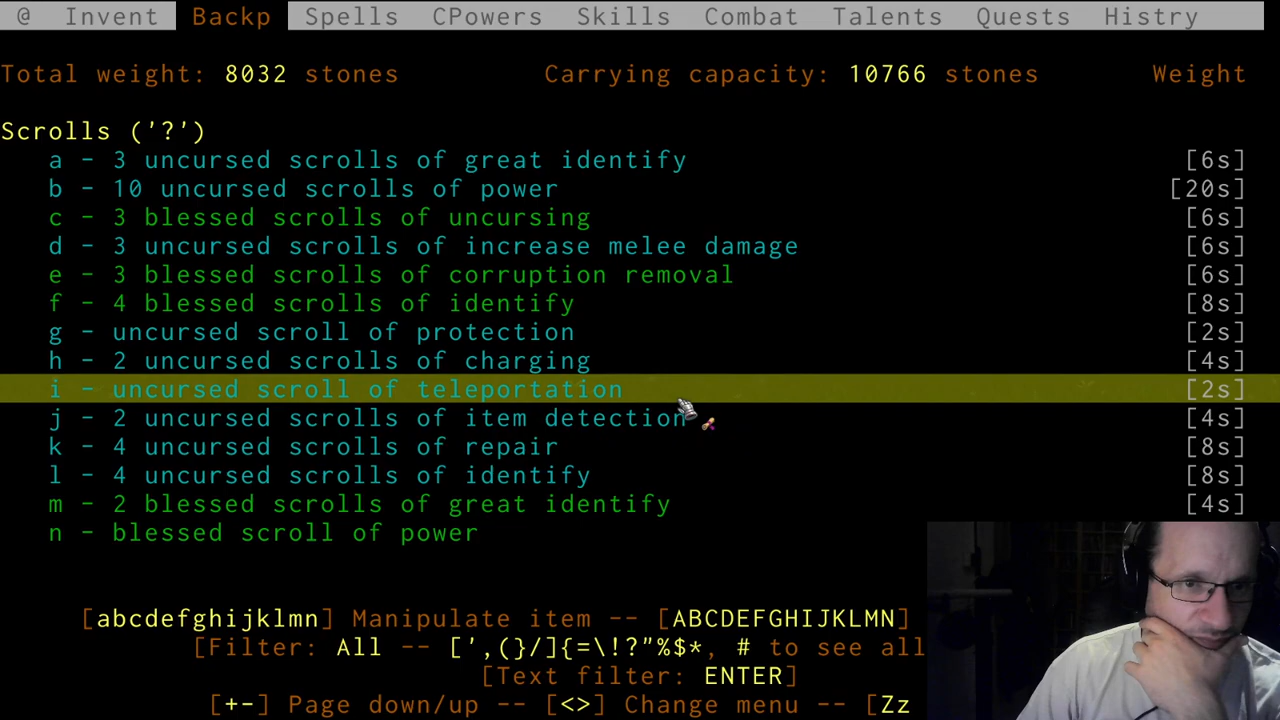 @ Invent Backp Spells CPowers Skills Combat Talents Quests Histry
Total weight: 8032 stones Carrying capacity: 10766 stones Weight
Scrolls ('?')
a - 3 uncursed scrolls of great identify [6s]
b - 10 uncursed scrolls of power [20s]
c - 3 blessed scrolls of uncursing [6s]
d - 3 uncursed scrolls of increase melee damage [6s]
e - 3 blessed scrolls of corruption removal [6s]
f - 4 blessed scrolls of identify [8s]
g - uncursed scroll of protection [2s]
h - 2 uncursed scrolls of charging [4s]
i - uncursed scroll of teleportation [2s]
j - 2 uncursed scrolls of item detection [4s]
k - 4 uncursed scrolls of repair [8s]
l - 4 uncursed scrolls of identify [8s]
m - 2 blessed scrolls of great identify [4s]
n - blessed scroll of power
[abcdefghijklmn] Manipulate item -- [ABCDEFGHIJKLMN]
[Filter: All -- [',(}/]{=\!?"%$*, # to see all
[Text filter: ENTER]
[+-] Page down/up -- [<>] Change menu -- [Zz